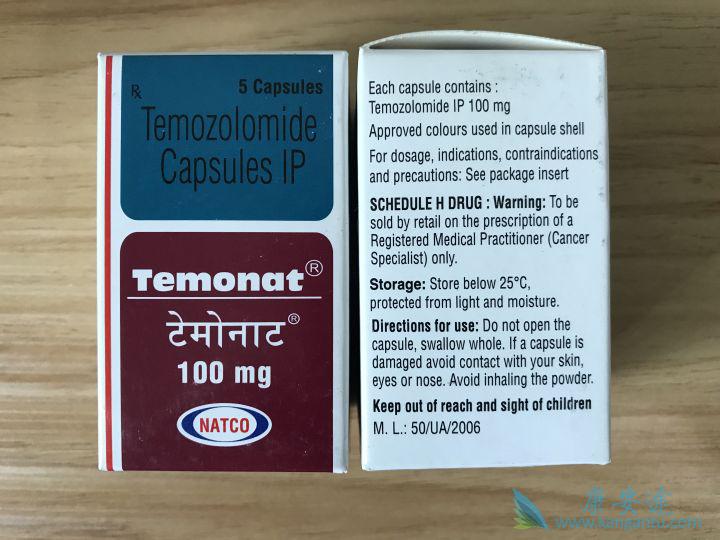 ℞
5 Capsules
Temozolomide
Capsules IP
Temonat®
टेमोनाट®
100 mg
NATCO
Each capsule contains :
Temozolomide IP 100 mg
Approved colours used in capsule shell
For dosage, indications, contraindications
and precautions: See package insert
SCHEDULE H DRUG : Warning: To be
sold by retail on the prescription of a
Registered Medical Practitioner (Cancer
Specialist) only.
Storage: Store below 25°C,
protected from light and moisture.
Directions for use: Do not open the
capsule, swallow whole. If a capsule is
damaged avoid contact with your skin,
eyes or nose. Avoid inhaling the powder.
Keep out of reach and sight of children
M. L.: 50/UA/2006
康安途